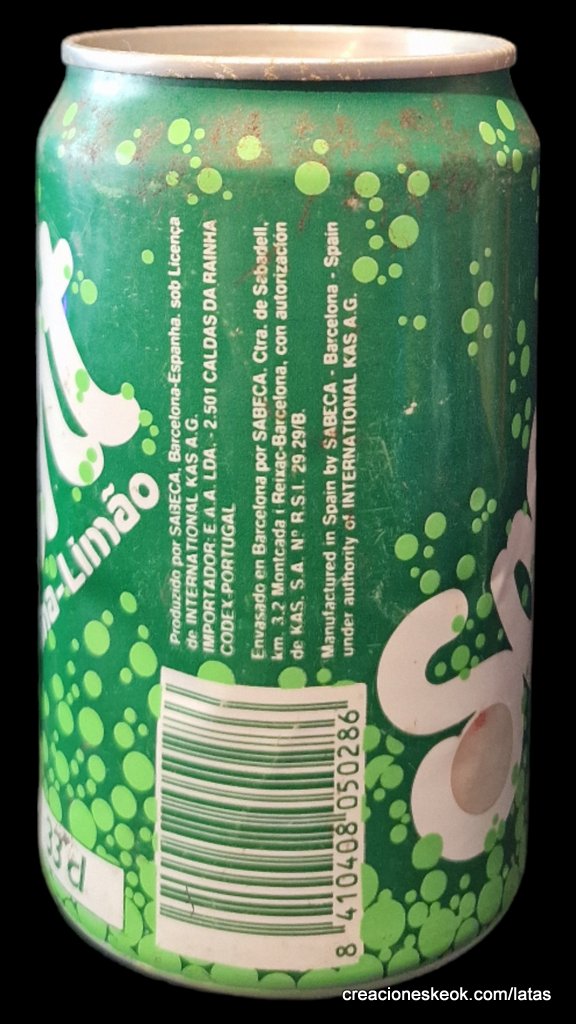 Produzido por SABECA, Barcelona-Espanha, sob Licença
de INTERNATIONAL KAS A.G.
IMPORTADOR: E.A.A. LDA. - 2.501 CALDAS DA RAINHA
CODEX-PORTUGAL
Envasado en Barcelona por SABECA. Ctra. de Sabadell,
km. 3,2 Montcada i Reixac-Barcelona, con autorización
de KAS, S.A. Nº R.S.I. 29.29/B.
Manufactured in Spain by SABECA - Barcelona - Spain
under authority of INTERNATIONAL KAS A.G.
-Limão
8 410408 050286
creacioneskeok.com/latas